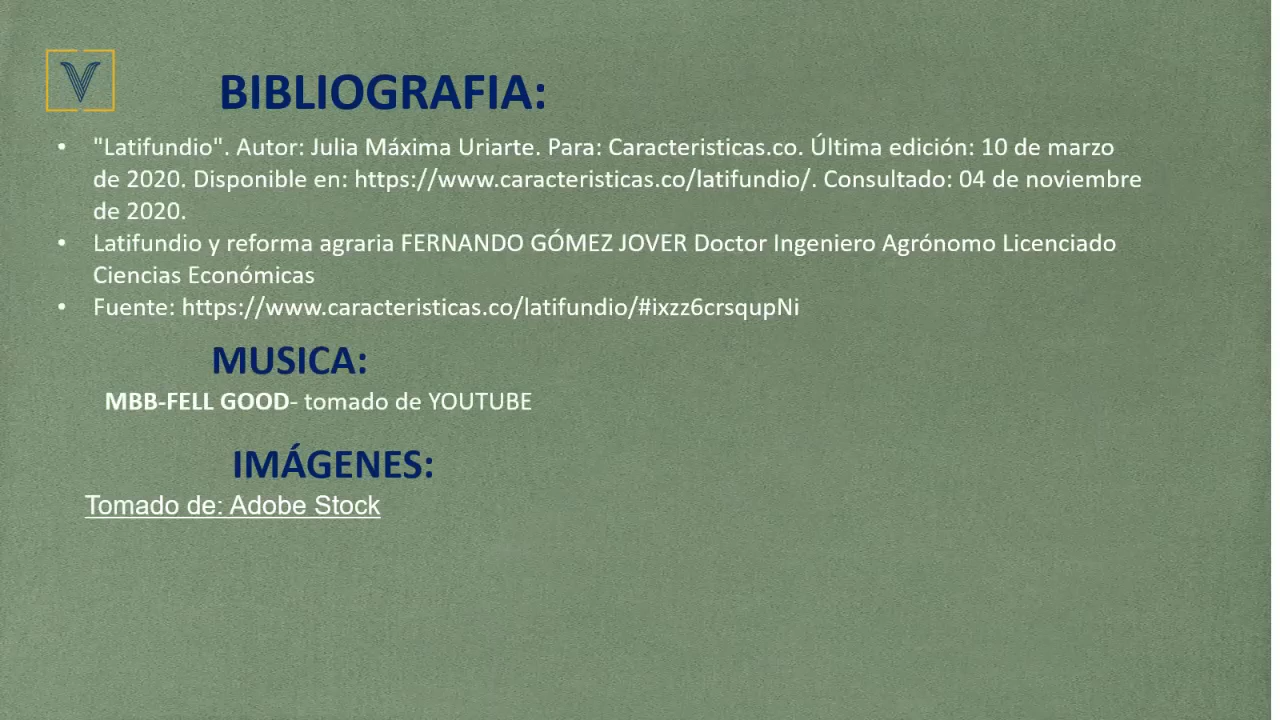 BIBLIOGRAFIA:
• "Latifundio". Autor: Julia Máxima Uriarte. Para: Caracteristicas.co. Última edición: 10 de marzo
de 2020. Disponible en: https://www.caracteristicas.co/latifundio/. Consultado: 04 de noviembre
de 2020.
• Latifundio y reforma agraria FERNANDO GÓMEZ JOVER Doctor Ingeniero Agrónomo Licenciado
Ciencias Económicas
• Fuente: https://www.caracteristicas.co/latifundio/#ixzz6crsqupNi
MUSICA:
MBB-FELL GOOD- tomado de YOUTUBE
IMÁGENES:
Tomado de: Adobe Stock